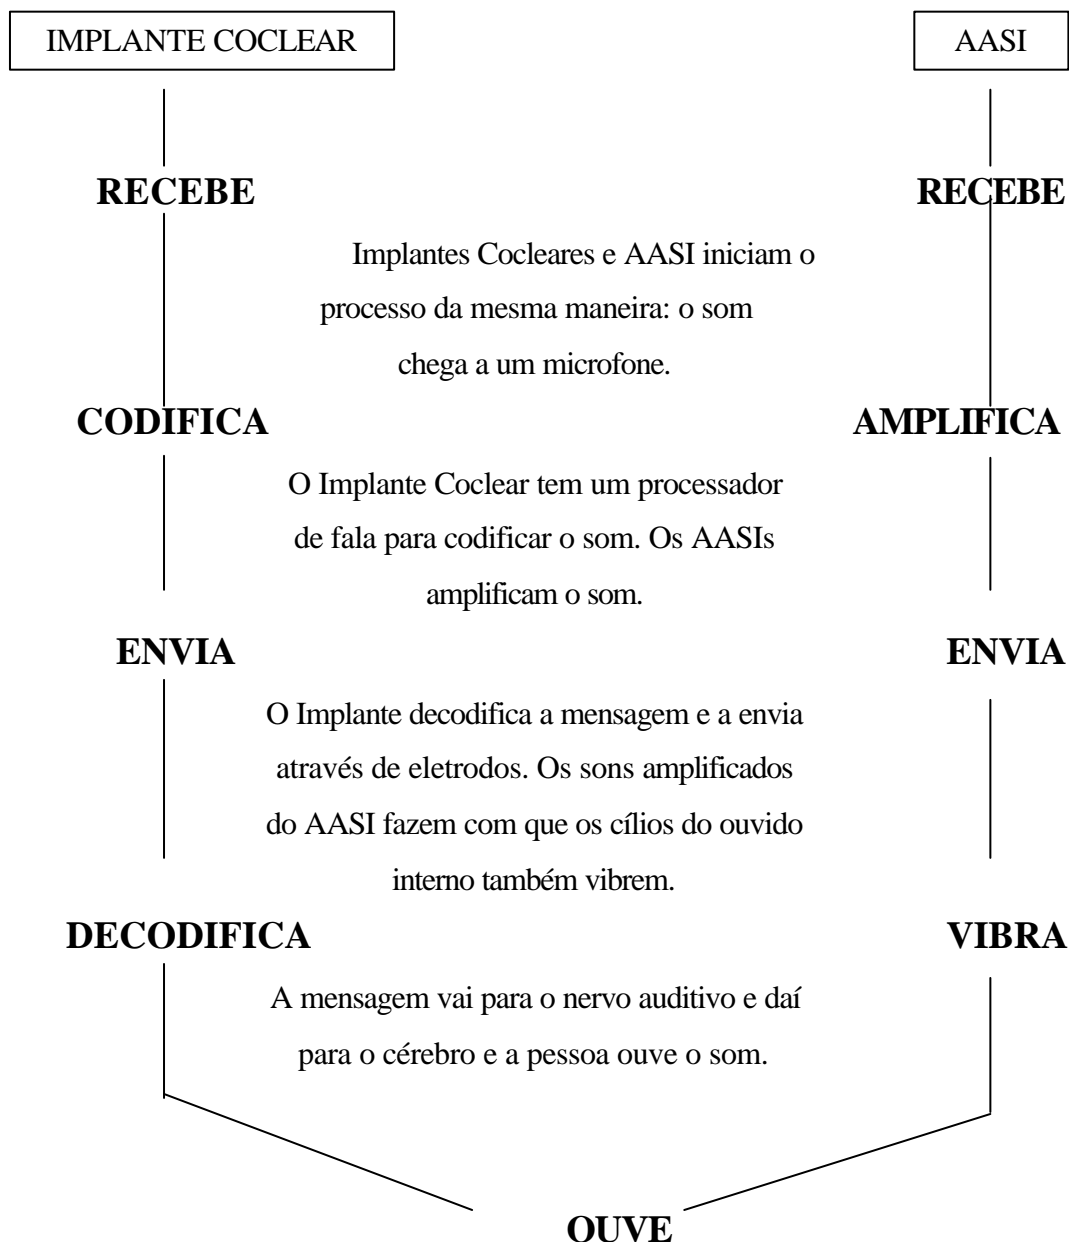 IMPLANTE COCLEAR AASI
RECEBE RECEBE
Implantes Cocleares e AASI iniciam o
processo da mesma maneira: o som
chega a um microfone.
CODIFICA AMPLIFICA
O Implante Coclear tem um processador
de fala para codificar o som. Os AASIs
amplificam o som.
ENVIA ENVIA
O Implante decodifica a mensagem e a envia
através de eletrodos. Os sons amplificados
do AASI fazem com que os cílios do ouvido
interno também vibrem.
DECODIFICA VIBRA
A mensagem vai para o nervo auditivo e daí
para o cérebro e a pessoa ouve o som.
OUVE